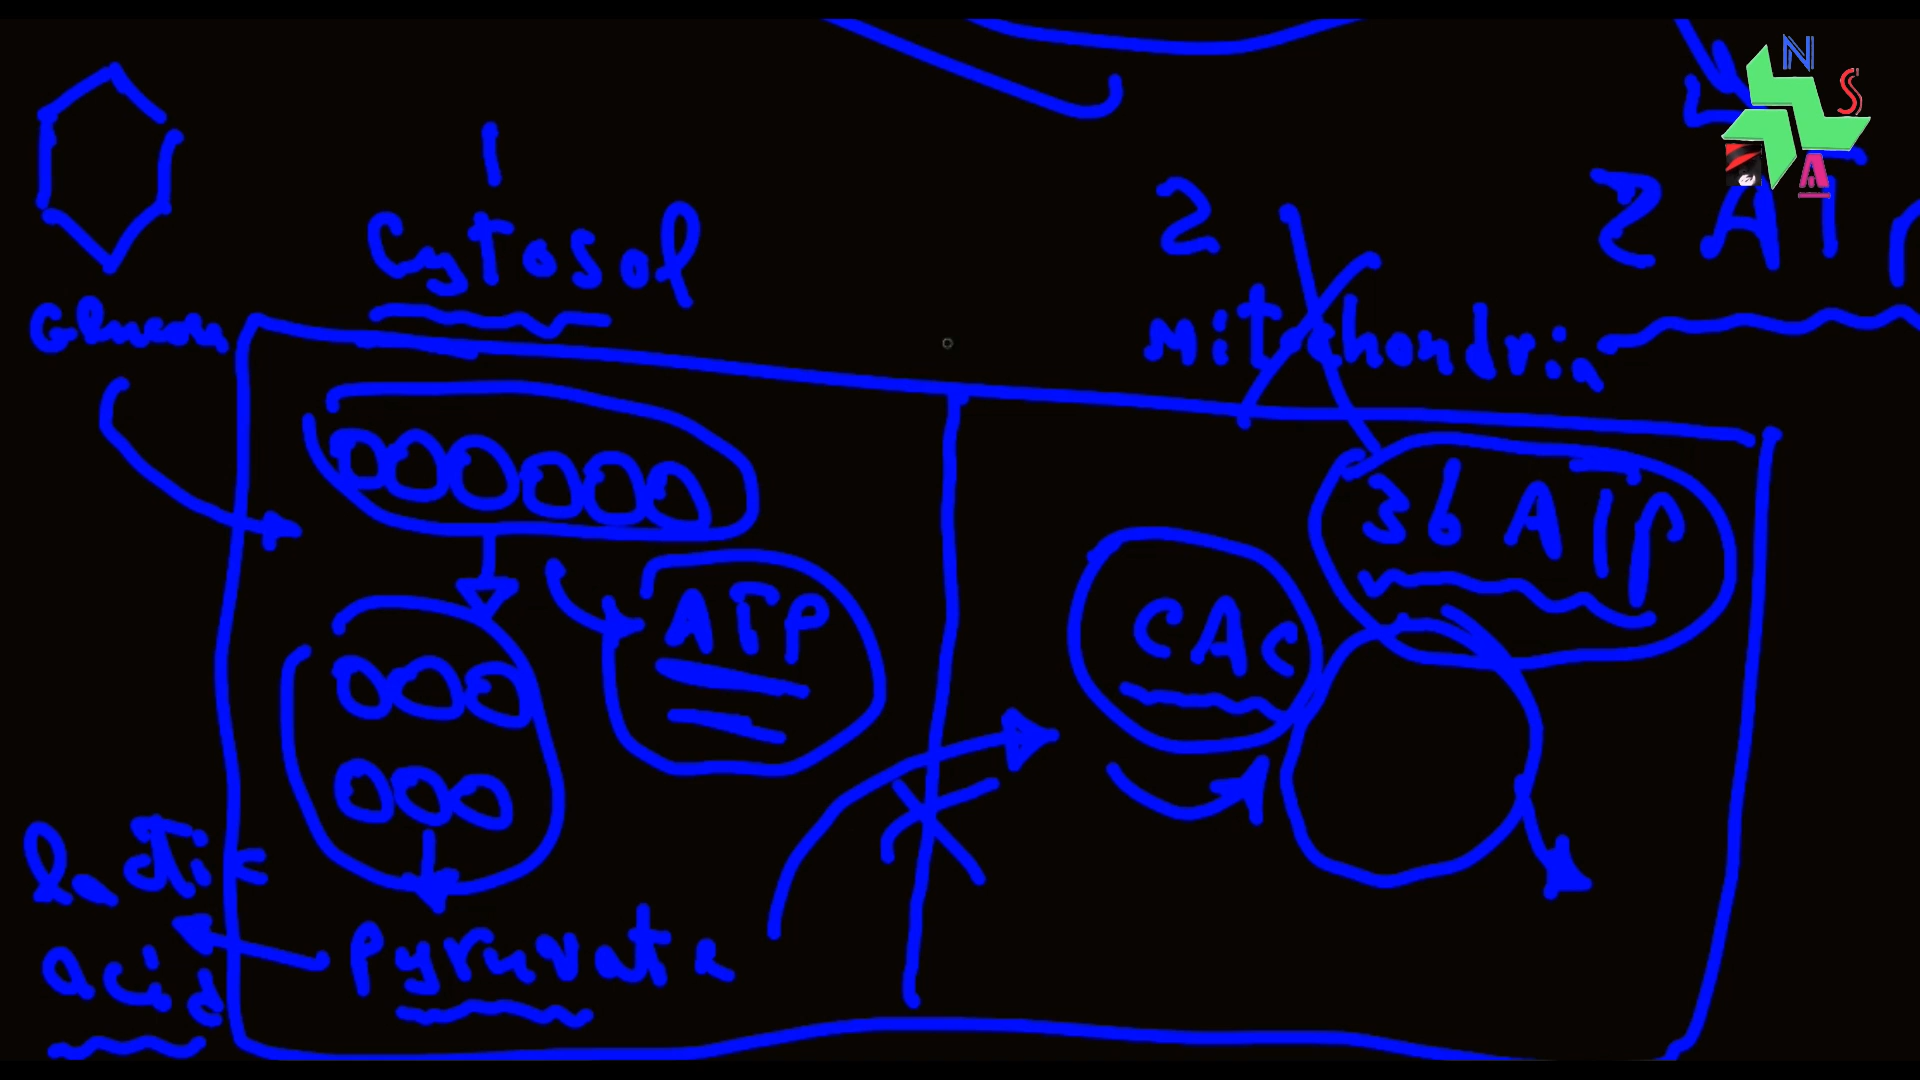 N
S
A
1
2
2 AT
Cytosol
Mitochondria
Glucose
36 ATP
ATP
CAC
Lactic
Pyruvate
acid